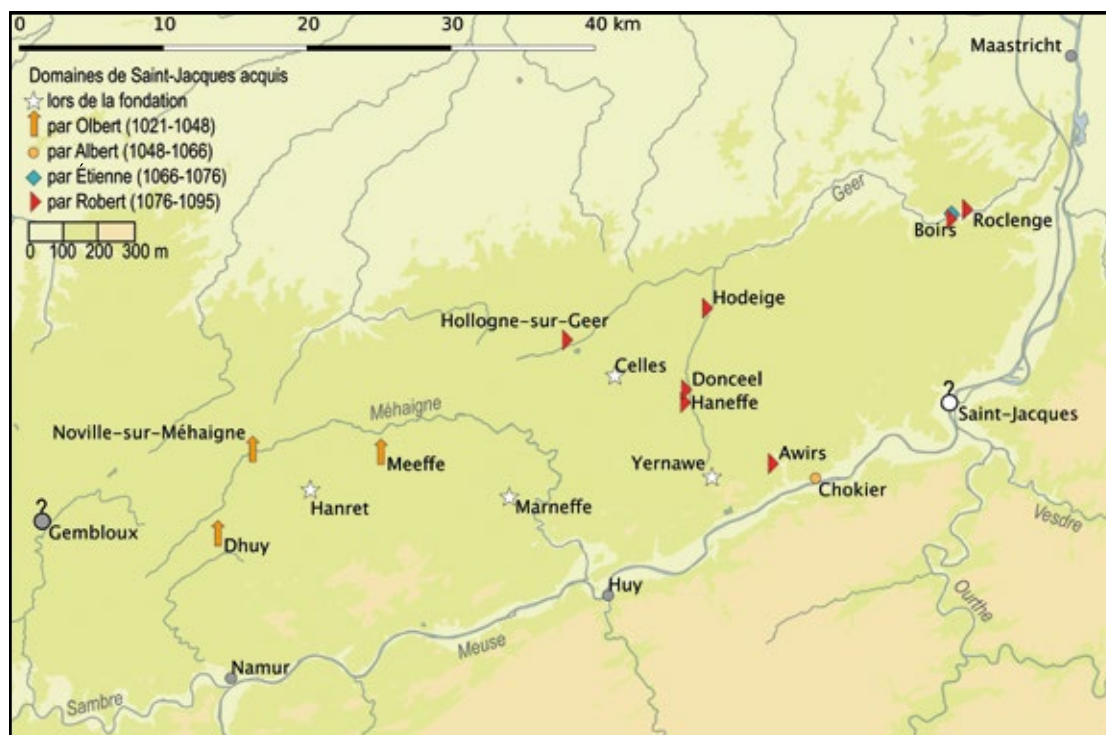 0 10 20 30 40 km
Maastricht
Domaines de Saint-Jacques acquis
lors de la fondation
par Olbert (1021-1048)
par Albert (1048-1066)
par Étienne (1066-1076)
par Robert (1076-1095)
0 100 200 300 m
Geer
Boirs
Roclenge
Hodeige
Hollogne-sur-Geer
Celles
Donceel
Haneffe
Saint-Jacques
Méhaigne
Noville-sur-Méhaigne
Meeffe
Yernawe
Awirs
Chokier
Hanret
Marneffe
Gembloux
Dhuy
Vesdre
Huy
Ourthe
Meuse
Namur
Sambre